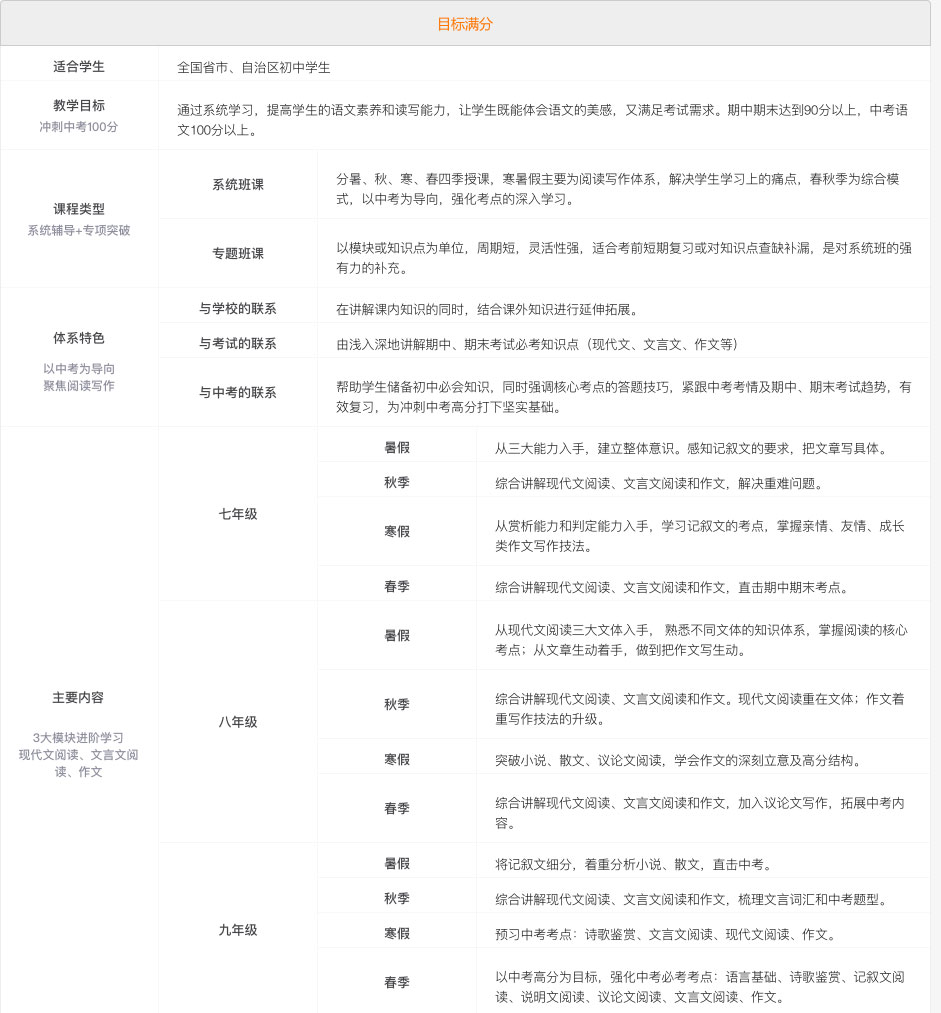 目标满分
适合学生
全国省市、自治区初中学生
教学目标
冲刺中考100分
通过系统学习，提高学生的语文素养和读写能力，让学生既能体会语文的美感，又满足考试需求。期中期末达到90分以上，中考语
文100分以上。
课程类型
系统辅导+专项突破
系统班课
分暑、秋、寒、春四季授课，寒暑假主要为阅读写作体系，解决学生学习上的痛点，春秋季为综合模
式，以中考为导向，强化考点的深入学习。
专题班课
以模块或知识点为单位，周期短，灵活性强，适合考前短期复习或对知识点查缺补漏，是对系统班的强
有力的补充。
体系特色
以中考为导向
聚焦阅读写作
与学校的联系
在讲解课内知识的同时，结合课外知识进行延伸拓展。
与考试的联系
由浅入深地讲解期中、期末考试必考知识点（现代文、文言文、作文等）
与中考的联系
帮助学生储备初中必会知识，同时强调核心考点的答题技巧，紧跟中考考情及期中、期末考试趋势，有
效复习，为冲刺中考高分打下坚实基础。
主要内容
3大模块进阶学习
现代文阅读、文言文阅
读、作文
七年级
暑假
从三大能力入手，建立整体意识。感知记叙文的要求，把文章写具体。
秋季
综合讲解现代文阅读、文言文阅读和作文，解决重难问题。
寒假
从赏析能力和判定能力入手，学习记叙文的考点，掌握亲情、友情、成长
类作文写作技法。
春季
综合讲解现代文阅读、文言文阅读和作文，直击期中期末考点。
八年级
暑假
从现代文阅读三大文体入手， 熟悉不同文体的知识体系，掌握阅读的核心
考点；从文章生动着手，做到把作文写生动。
秋季
综合讲解现代文阅读、文言文阅读和作文。现代文阅读重在文体；作文着
重写作技法的升级。
寒假
突破小说、散文、议论文阅读，学会作文的深刻立意及高分结构。
春季
综合讲解现代文阅读、文言文阅读和作文，加入议论文写作，拓展中考内
容。
九年级
暑假
将记叙文细分，着重分析小说、散文，直击中考。
秋季
综合讲解现代文阅读、文言文阅读和作文，梳理文言词汇和中考题型。
寒假
预习中考考点：诗歌鉴赏、文言文阅读、现代文阅读、作文。
春季
以中考高分为目标，强化中考必考考点：语言基础、诗歌鉴赏、记叙文阅
读、说明文阅读、议论文阅读、文言文阅读、作文。